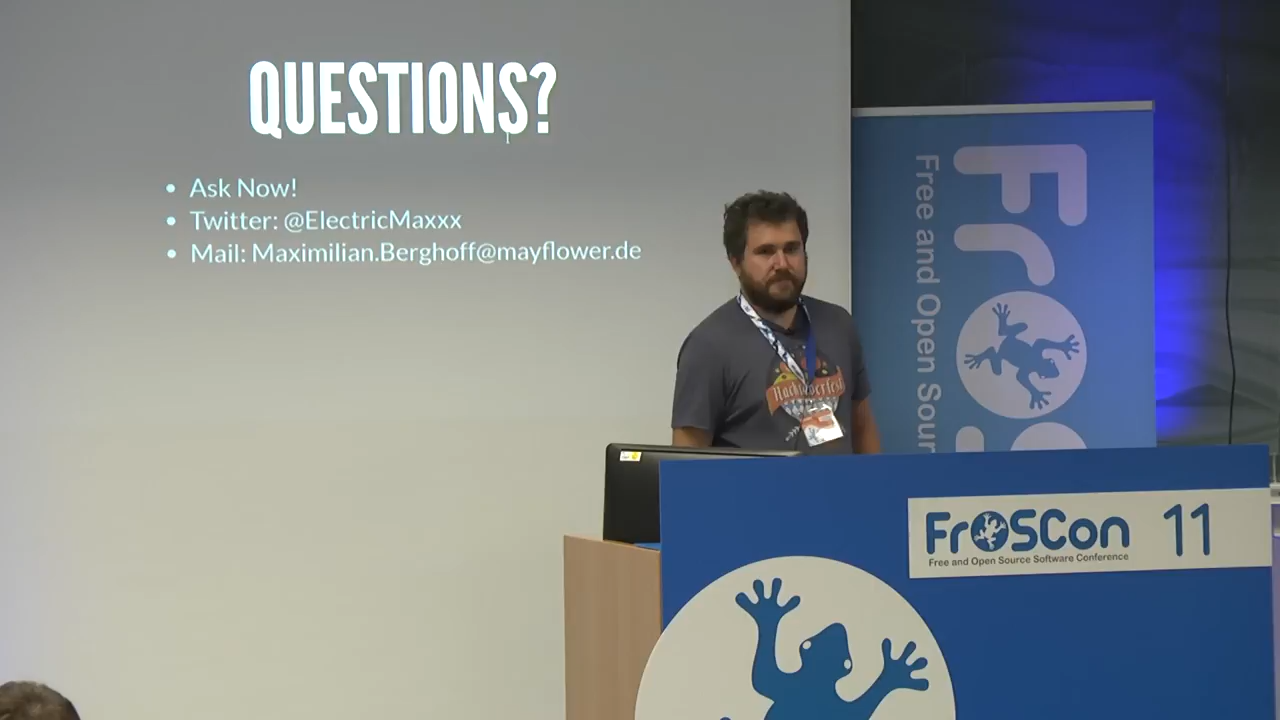 QUESTIONS?
Ask Now!
Twitter: @ElectricMaxxx
Mail: Maximilian.Berghoff@mayflower.de
FrOS
Free and Open Sour
FrOSCon 11
Free and Open Source Software Conference